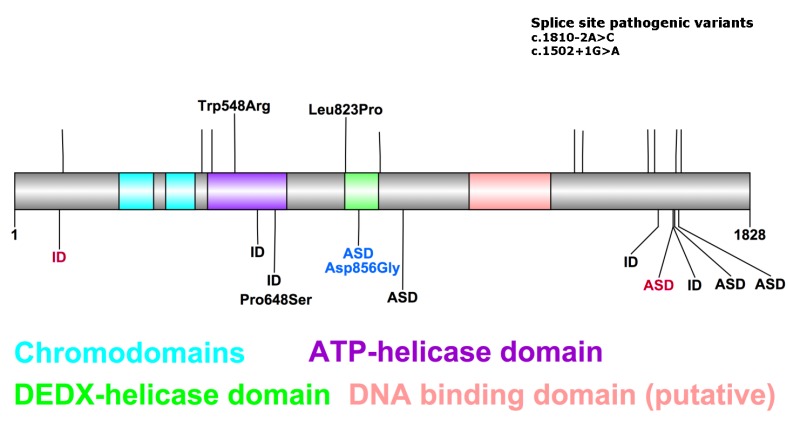 Splice site pathogenic variants
c.1810-2A>C
c.1502+1G>A
Trp548Arg
Leu823Pro
1
1828
ID
ID
ID
Pro648Ser
ASD
Asp856Gly
ASD
ID
ASD
ID
ASD
ASD
Chromodomains
ATP-helicase domain
DEDX-helicase domain
DNA binding domain (putative)